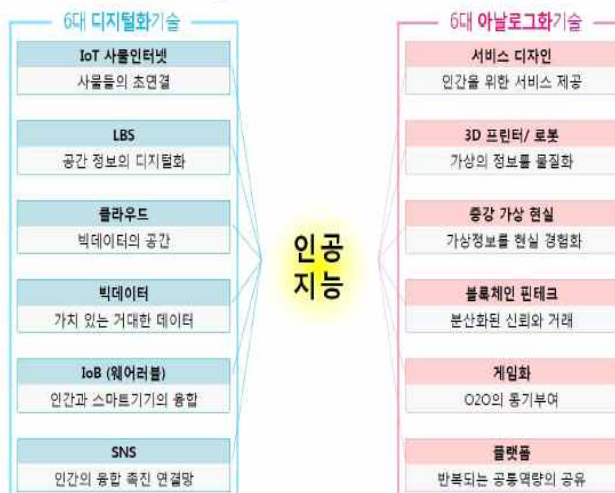 6대 디지털화기술
IoT 사물인터넷
사물들의 초연결
LBS
공간 정보의 디지털화
클라우드
빅데이터의 공간
빅데이터
가치 있는 거대한 데이터
IoB (웨어러블)
인간과 스마트기기의 융합
SNS
인간의 융합 촉진 연결망
인공
지능
6대 아날로그화기술
서비스 디자인
인간을 위한 서비스 제공
3D 프린터/ 로봇
가상의 정보를 물질화
증강 가상 현실
가상정보를 현실 경험화
블록체인 핀테크
분산화된 신뢰와 거래
게임화
O2O의 동기부여
플랫폼
반복되는 공통역량의 공유